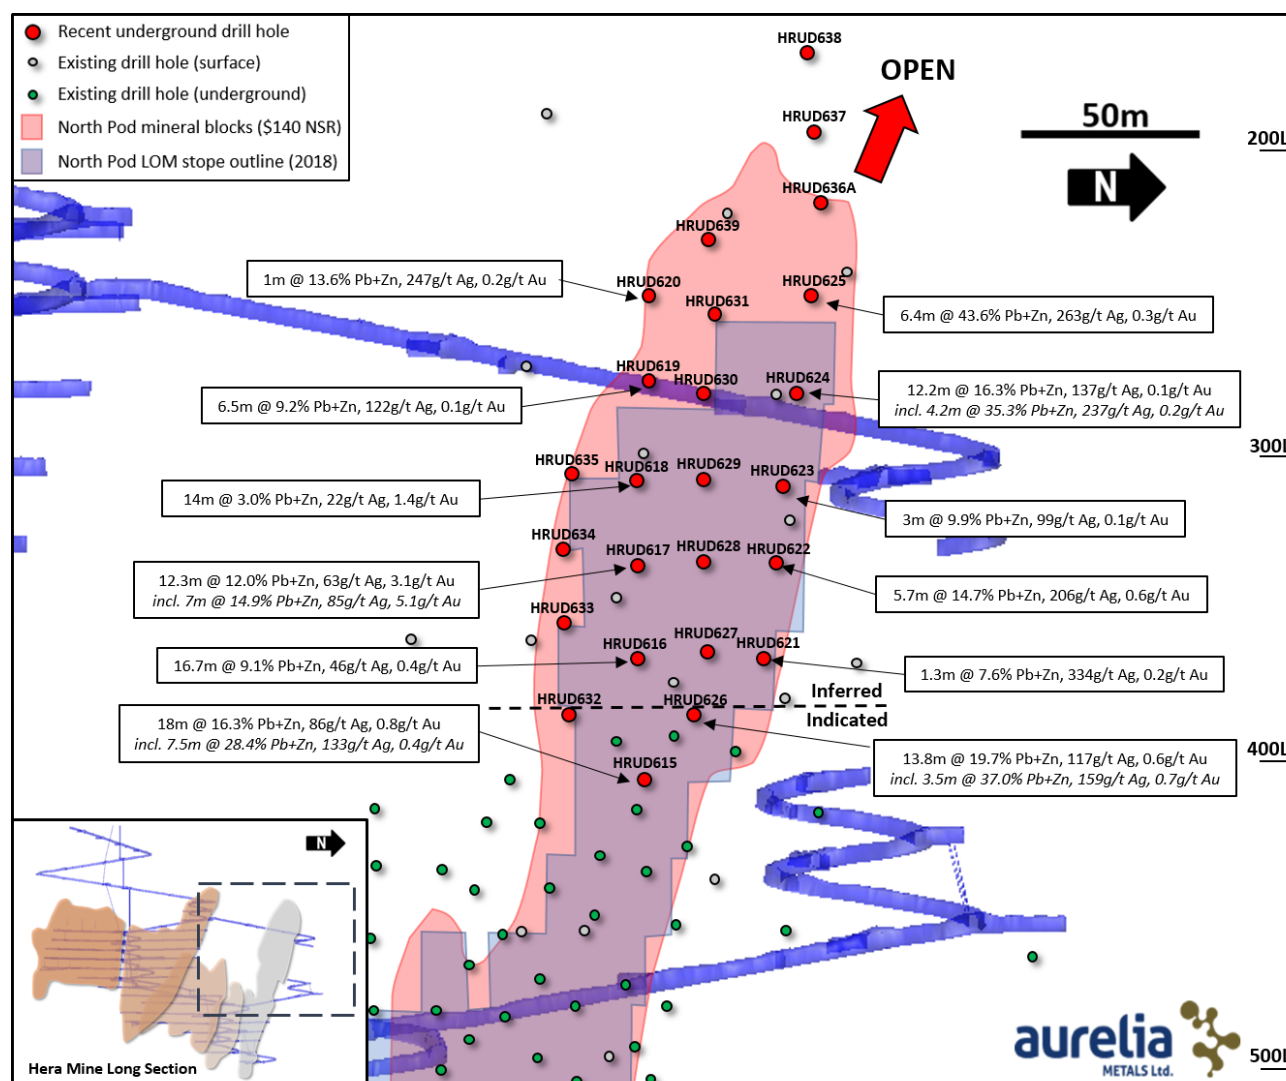 Recent underground drill hole
Existing drill hole (surface)
Existing drill hole (underground)
North Pod mineral blocks ($140 NSR)
North Pod LOM stope outline (2018)
HRUD638
OPEN
HRUD637
50m
200L
N
HRUD636A
HRUD639
1m @ 13.6% Pb+Zn, 247g/t Ag, 0.2g/t Au
HRUD620
HRUD625
HRUD631
6.4m @ 43.6% Pb+Zn, 263g/t Ag, 0.3g/t Au
HRUD619
HRUD630
HRUD624
6.5m @ 9.2% Pb+Zn, 122g/t Ag, 0.1g/t Au
12.2m @ 16.3% Pb+Zn, 137g/t Ag, 0.1g/t Au
incl. 4.2m @ 35.3% Pb+Zn, 237g/t Ag, 0.2g/t Au
300L
HRUD635
HRUD618
HRUD629
HRUD623
14m @ 3.0% Pb+Zn, 22g/t Ag, 1.4g/t Au
3m @ 9.9% Pb+Zn, 99g/t Ag, 0.1g/t Au
HRUD634
HRUD617
HRUD628
HRUD622
12.3m @ 12.0% Pb+Zn, 63g/t Ag, 3.1g/t Au
incl. 7m @ 14.9% Pb+Zn, 85g/t Ag, 5.1g/t Au
5.7m @ 14.7% Pb+Zn, 206g/t Ag, 0.6g/t Au
HRUD633
HRUD616
HRUD627
HRUD621
16.7m @ 9.1% Pb+Zn, 46g/t Ag, 0.4g/t Au
1.3m @ 7.6% Pb+Zn, 334g/t Ag, 0.2g/t Au
Inferred
HRUD632
HRUD626
Indicated
18m @ 16.3% Pb+Zn, 86g/t Ag, 0.8g/t Au
incl. 7.5m @ 28.4% Pb+Zn, 133g/t Ag, 0.4g/t Au
13.8m @ 19.7% Pb+Zn, 117g/t Ag, 0.6g/t Au
incl. 3.5m @ 37.0% Pb+Zn, 159g/t Ag, 0.7g/t Au
HRUD615
400L
N
Hera Mine Long Section
aurelia
METALS Ltd.
500L